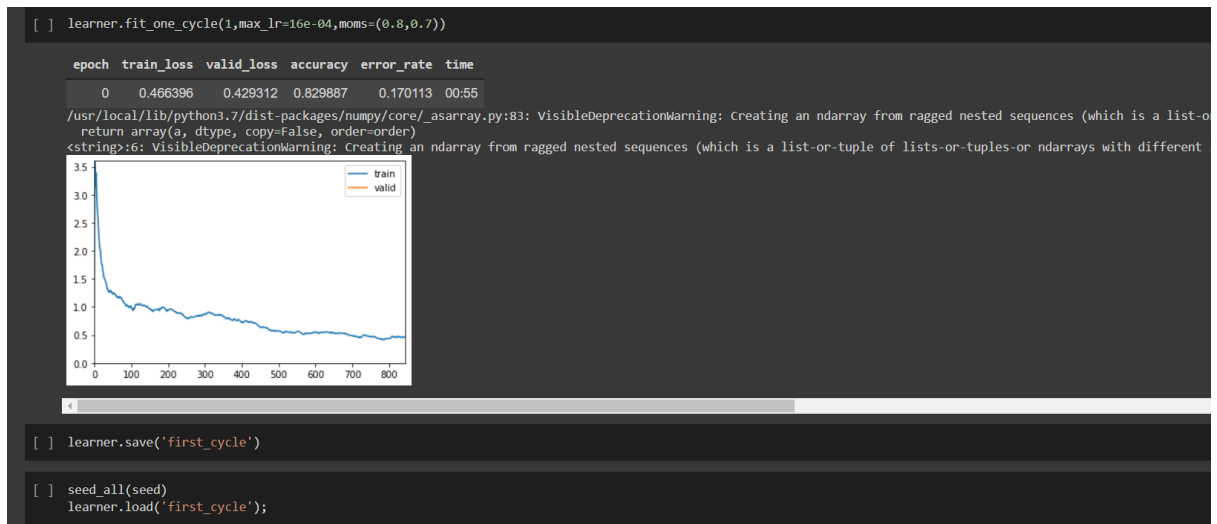 [ ] learner.fit_one_cycle(1,max_lr=16e-04,moms=(0.8,0.7))
epoch train_loss valid_loss accuracy error_rate time
0 0.466396 0.429312 0.829887 0.170113 00:55
/usr/local/lib/python3.7/dist-packages/numpy/core/_asarray.py:83: VisibleDeprecationWarning: Creating an ndarray from ragged nested sequences (which is a list-o
return array(a, dtype, copy=False, order=order)
<string>:6: VisibleDeprecationWarning: Creating an ndarray from ragged nested sequences (which is a list-or-tuple of lists-or-tuples-or ndarrays with different
train
valid
3.5
3.0
2.5
2.0
1.5
1.0
0.5
0.0
0 100 200 300 400 500 600 700 800
[ ] learner.save('first_cycle')
[ ] seed_all(seed)
learner.load('first_cycle');